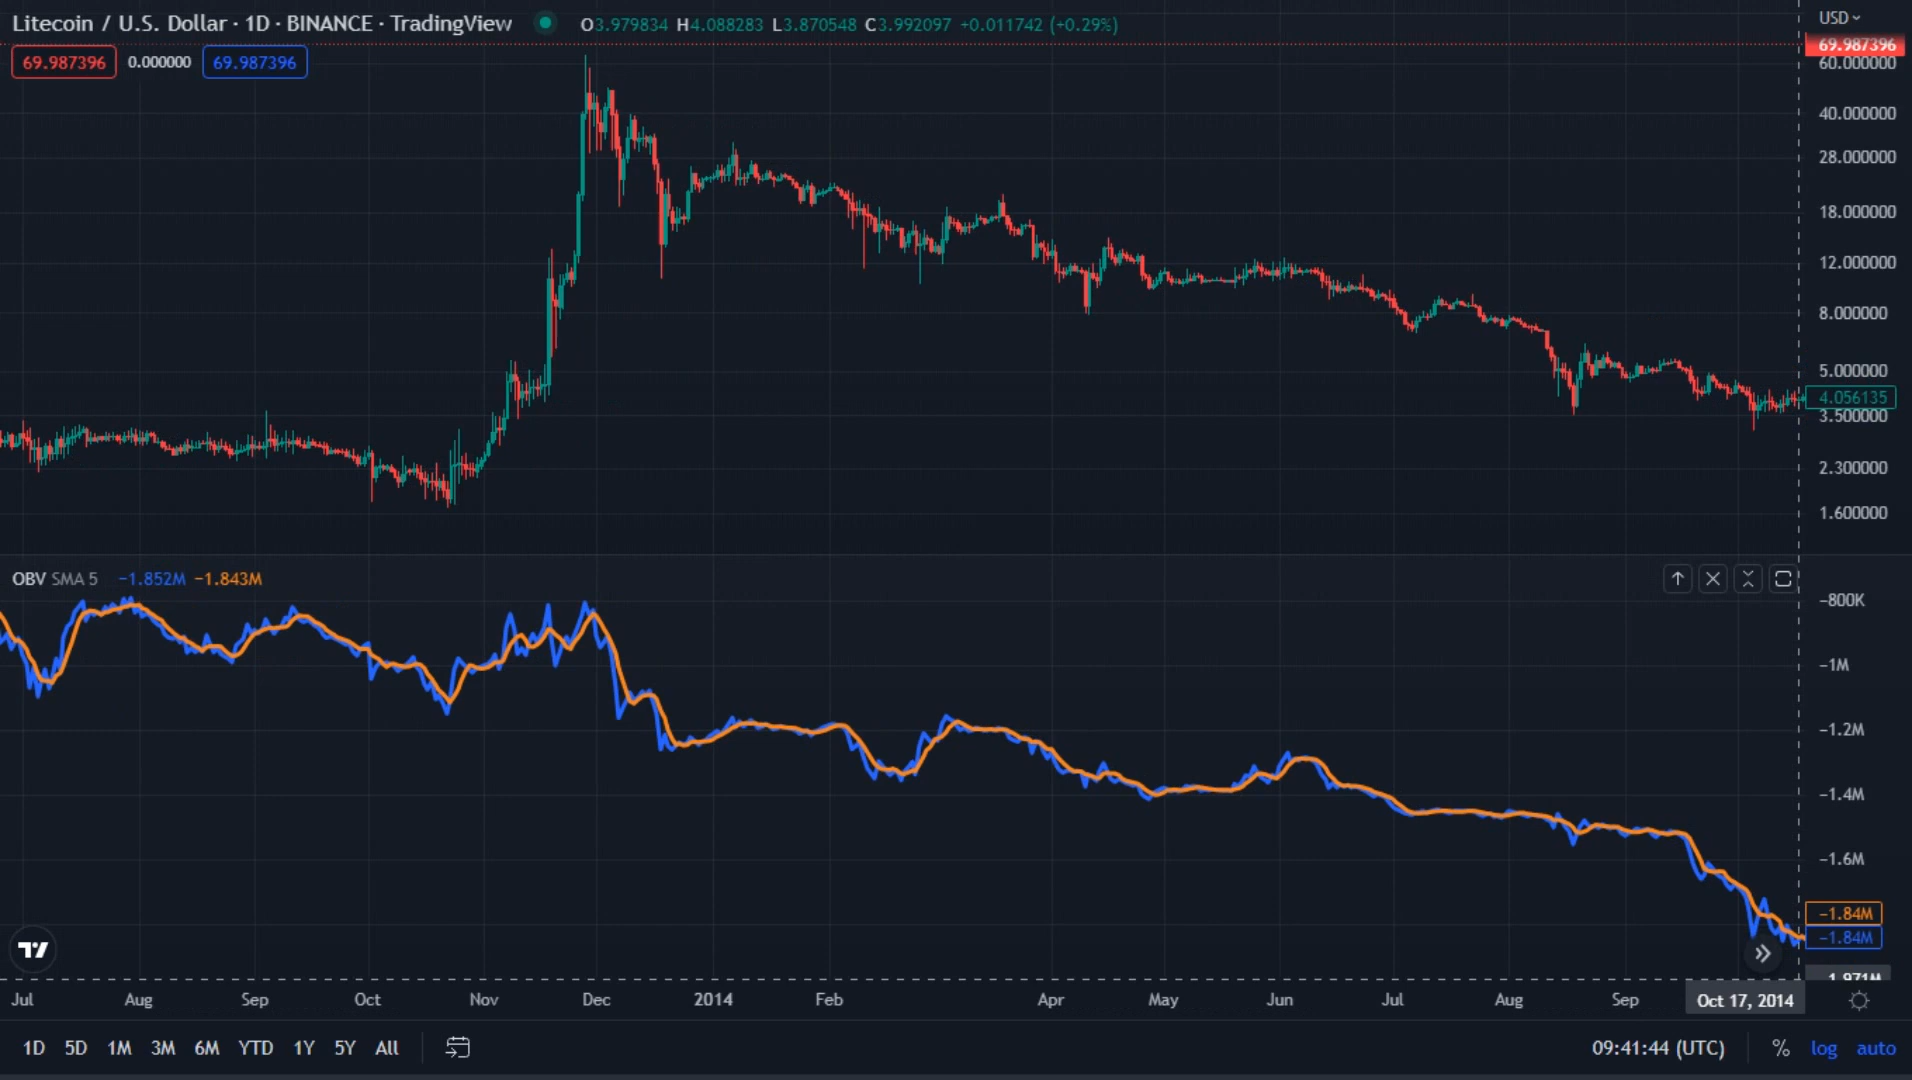 Litecoin / U.S. Dollar · 1D · BINANCE · TradingView O3.979834 H4.088283 L3.870548 C3.992097 +0.011742 (+0.29%)
USD
69.987396 0.000000 69.987396
69.987396
60.000000
40.000000
28.000000
18.000000
12.000000
8.000000
5.000000
4.056135
3.500000
2.300000
1.600000
OBV SMA 5 −1.852M −1.843M
−800K
−1M
−1.2M
−1.4M
−1.6M
−1.84M
−1.84M
1.971M
Jul Aug Sep Oct Nov Dec 2014 Feb Apr May Jun Jul Aug Sep Oct 17, 2014
1D 5D 1M 3M 6M YTD 1Y 5Y All 09:41:44 (UTC) % log auto